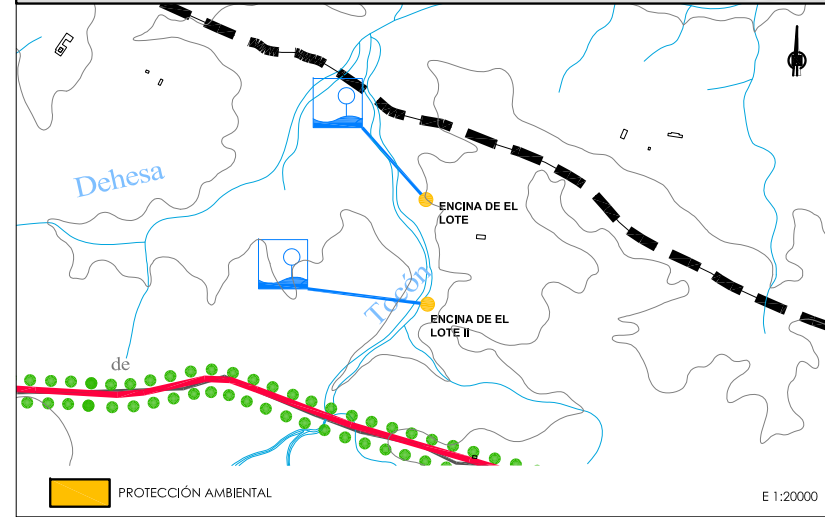 Dehesa
ENCINA DE EL
LOTE
Tocón
ENCINA DE EL
LOTE II
de
PROTECCIÓN AMBIENTAL
E 1:20000